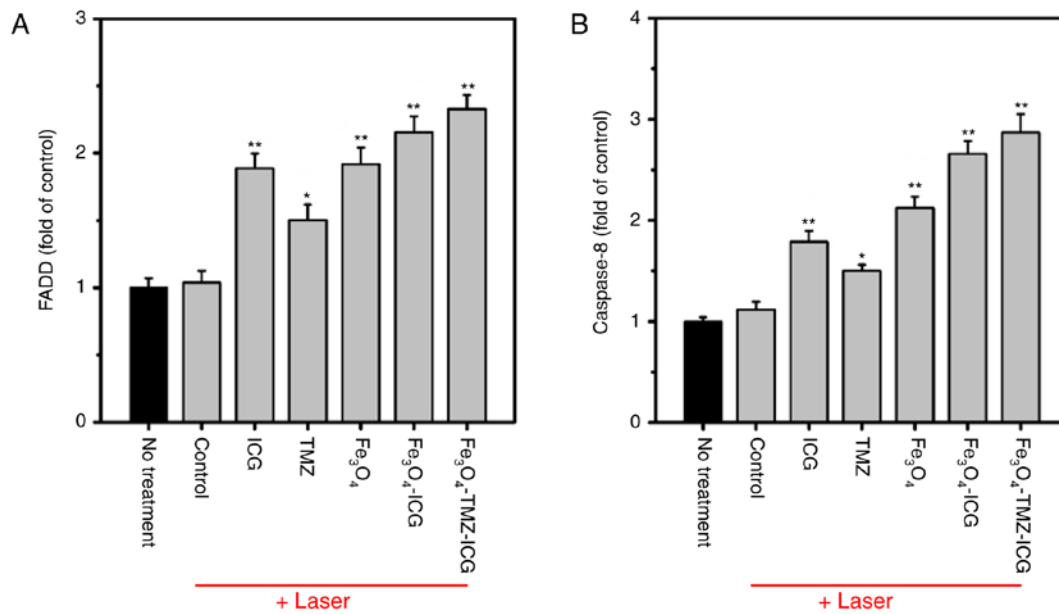 A
FADD (fold of control)
3
2
1
0
**
*
**
**
**
No treatment
Control
ICG
TMZ
Fe₃O₄
Fe₃O₄-ICG
Fe₃O₄-TMZ-ICG
+ Laser
B
Caspase-8 (fold of control)
4
3
2
1
0
**
*
**
**
**
No treatment
Control
ICG
TMZ
Fe₃O₄
Fe₃O₄-ICG
Fe₃O₄-TMZ-ICG
+ Laser